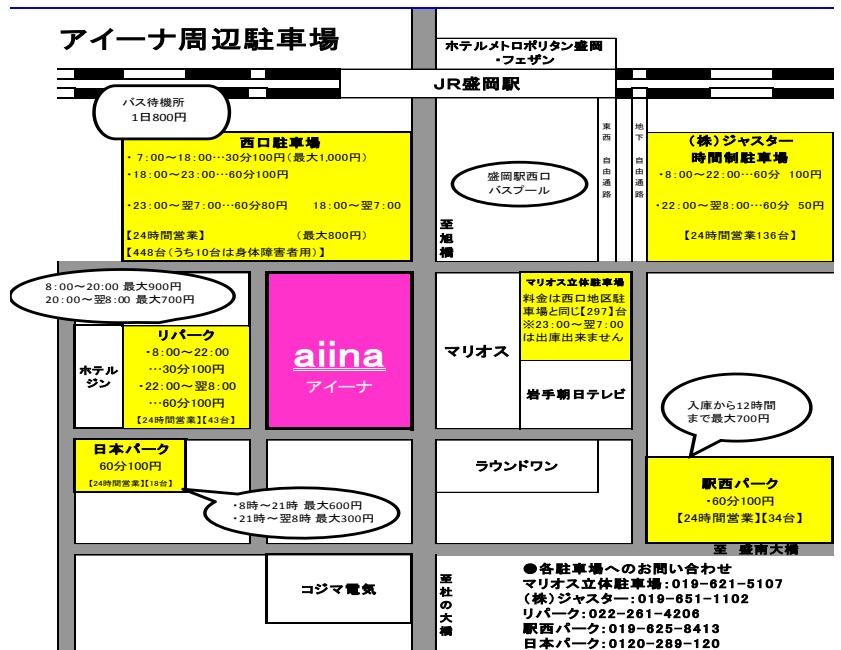 アイーナ周辺駐車場
ホテルメトロポリタン盛岡
・フェザン
JR盛岡駅
バス待機所
1日800円
西口駐車場
・ 7:00～18:00…30分100円(最大1,000円)
・18:00～23:00…60分100円
・23:00～翌7:00…60分80円 18:00～翌7:00
【24時間営業】 (最大800円)
【448台(うち10台は身体障害者用)】
盛岡駅西口
バスプール
至旭橋
東西 自由通路
地下 自由通路
(株)ジャスター
時間制駐車場
・8:00～22:00…60分 100円
・22:00～翌8:00…60分 50円
【24時間営業136台】
8:00～20:00 最大900円
20:00～翌8:00 最大700円
ホテル
ジン
リパーク
・8:00～22:00
…30分100円
・22:00～翌8:00
…60分100円
【24時間営業】【43台】
aiina
アイーナ
マリオス
マリオス立体駐車場
料金は西口地区駐
車場と同じ【297】台
※23:00～翌7:00
は出庫出来ません
岩手朝日テレビ
入庫から12時間
まで最大700円
日本パーク
60分100円
【24時間営業】【18台】
・8時～21時 最大600円
・21時～翌8時 最大300円
ラウンドワン
駅西パーク
・60分100円
【24時間営業】【34台】
至 盛南大橋
コジマ電気
至杜の大橋
●各駐車場へのお問い合わせ
マリオス立体駐車場:019-621-5107
(株)ジャスター:019-651-1102
リパーク:022-261-4206
駅西パーク:019-625-8413
日本パーク:0120-289-120